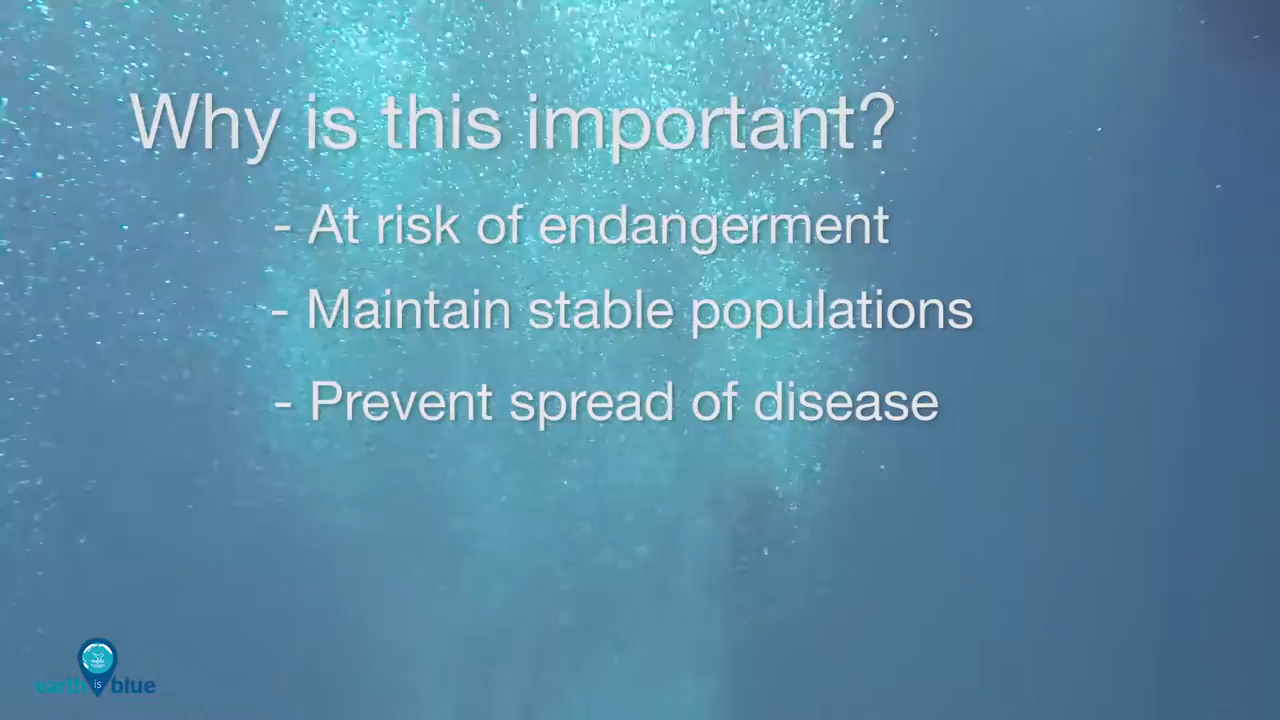 Why is this important?
- At risk of endangerment
- Maintain stable populations
- Prevent spread of disease
earth is blue